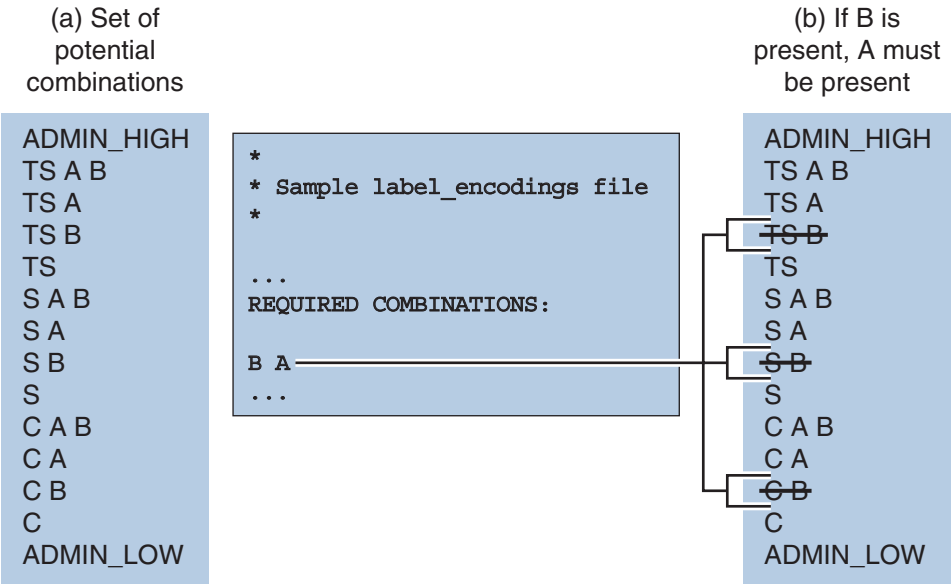 (a) Set of
potential
combinations
ADMIN_HIGH
TS A B
TS A
TS B
TS
S A B
S A
S B
S
C A B
C A
C B
C
ADMIN_LOW
*
* Sample label_encodings file
*
...
REQUIRED COMBINATIONS:
B A
...
(b) If B is
present, A must
be present
ADMIN_HIGH
TS A B
TS A
TS B
TS
S A B
S A
S B
S
C A B
C A
C B
C
ADMIN_LOW